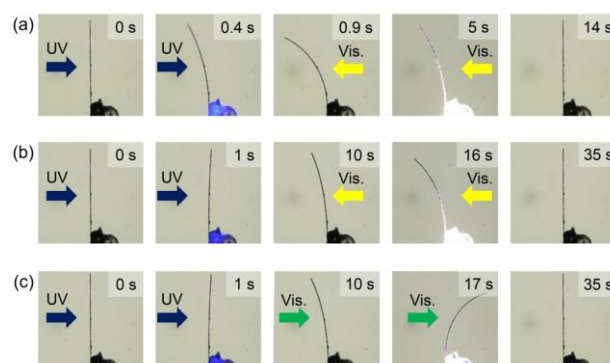 (a)
0 s
0.4 s
0.9 s
5 s
14 s
UV
UV
Vis.
Vis.
(b)
0 s
1 s
10 s
16 s
35 s
UV
UV
Vis.
Vis.
(c)
0 s
1 s
10 s
17 s
35 s
UV
UV
Vis.
Vis.